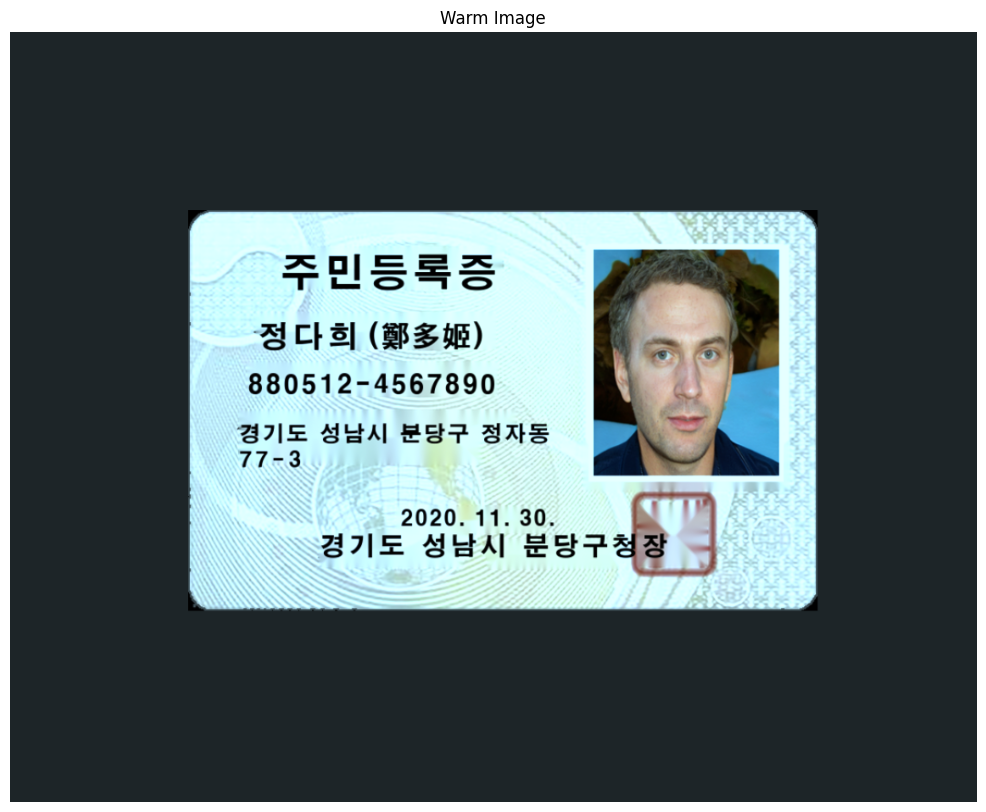 Warm Image
주민등록증
정다희(鄭多姬)
880512-4567890
경기도 성남시 분당구 정자동
77-3
2020. 11. 30.
경기도 성남시 분당구청장